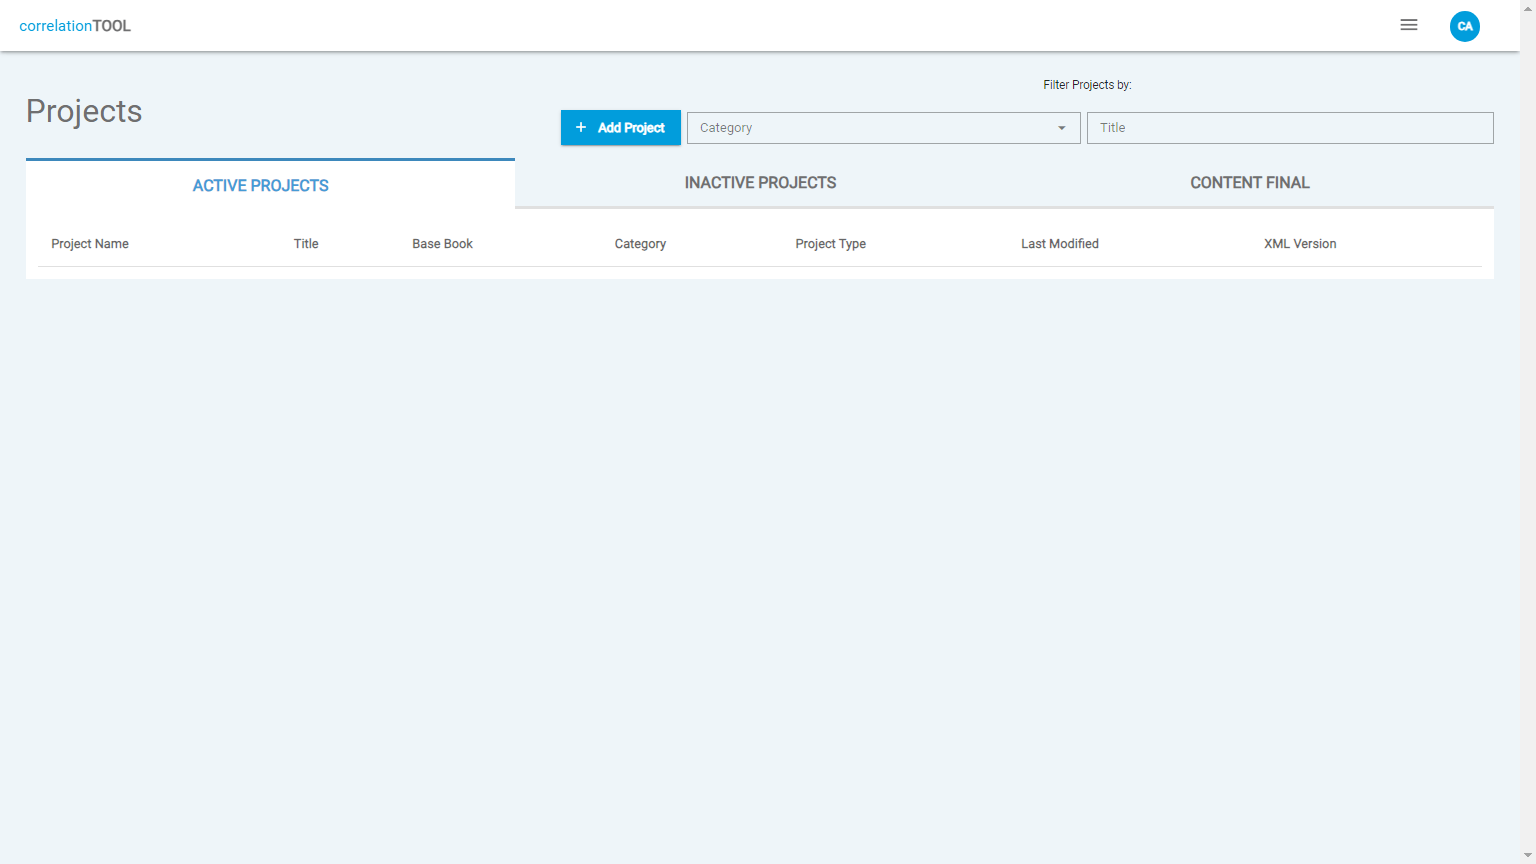 correlationTOOL
CA
Filter Projects by:
Projects
+ Add Project
Category
Title
ACTIVE PROJECTS
INACTIVE PROJECTS
CONTENT FINAL
Project Name Title Base Book Category Project Type Last Modified XML Version